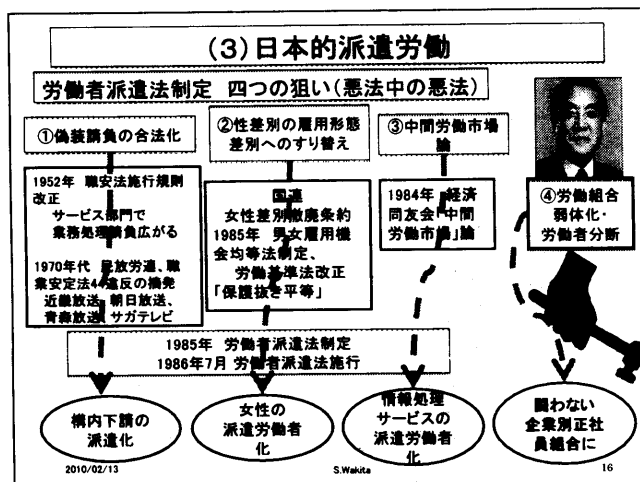 (3)日本的派遣労働
労働者派遣法制定 四つの狙い(悪法中の悪法)
①偽装請負の合法化
1952年 職安法施行規則
改正
サービス部門で
業務処理請負広がる
1970年代 民放労連、職
業安定法44違反の摘発
近畿放送、朝日放送、
青森放送、サガテレビ
②性差別の雇用形態
差別へのすり替え
国連
女性差別撤廃条約
1985年 男女雇用機
会均等法制定、
労働基準法改正
「保護抜き平等」
③中間労働市場
論
1984年 経済
同友会「中間
労働市場」論
④労働組合
弱体化・
労働者分断
1985年 労働者派遣法制定
1986年7月 労働者派遣法施行
構内下請の
派遣化
女性の
派遣労働者
化
情報処理
サービスの
派遣労働者
化
闘わない
企業別正社
員組合に
2010/02/13
S.Wakita
16